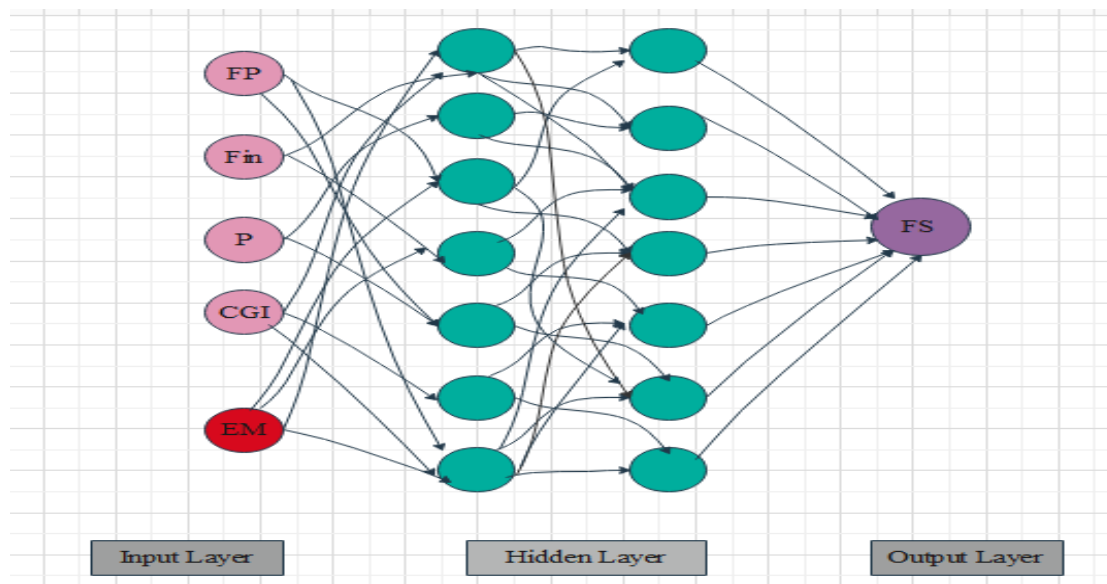 FP
Fin
P
CGI
EM
FS
Input Layer
Hidden Layer
Output Layer